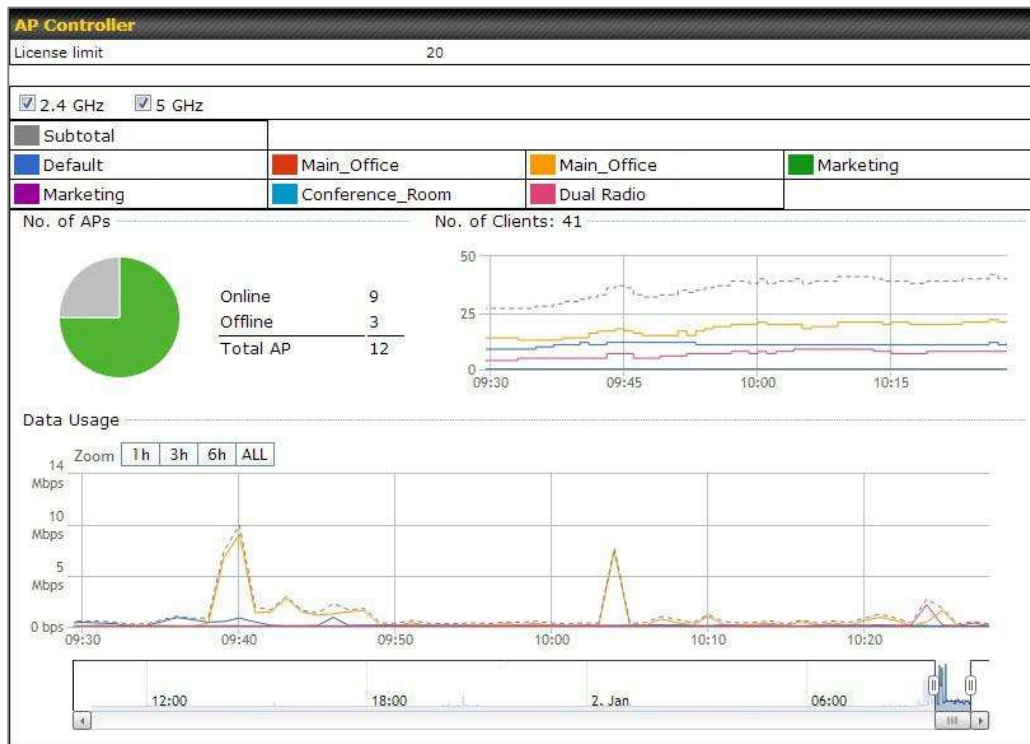 AP Controller
License limit 20
2.4 GHz 5 GHz
Subtotal
Default Main_Office Main_Office Marketing
Marketing Conference_Room Dual Radio
No. of APs No. of Clients: 41
Online 9
Offline 3
Total AP 12
50
25
0
09:30 09:45 10:00 10:15
Data Usage
Zoom 1h 3h 6h ALL
14
Mbps
10
Mbps
5
Mbps
0 bps
09:30 09:40 09:50 10:00 10:10 10:20
12:00 18:00 2. Jan 06:00